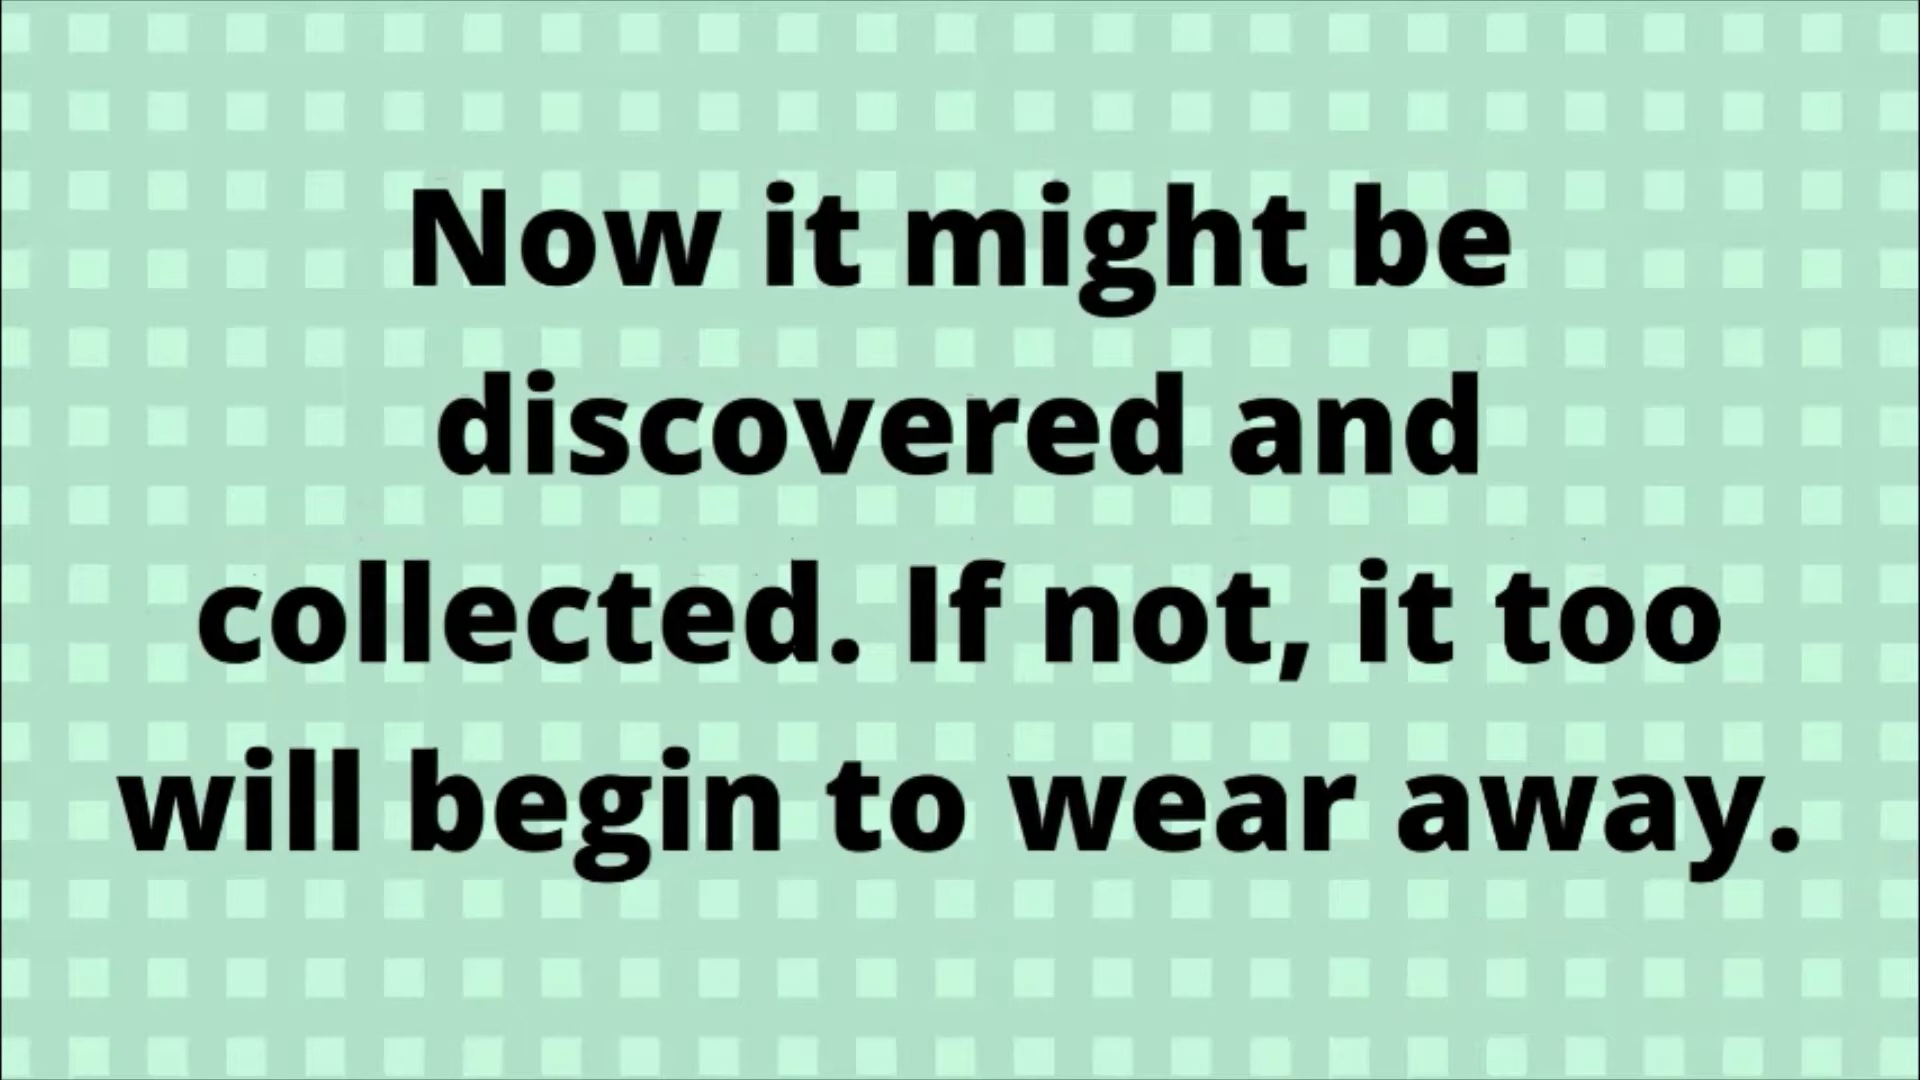 Now it might be
discovered and
collected. If not, it too
will begin to wear away.